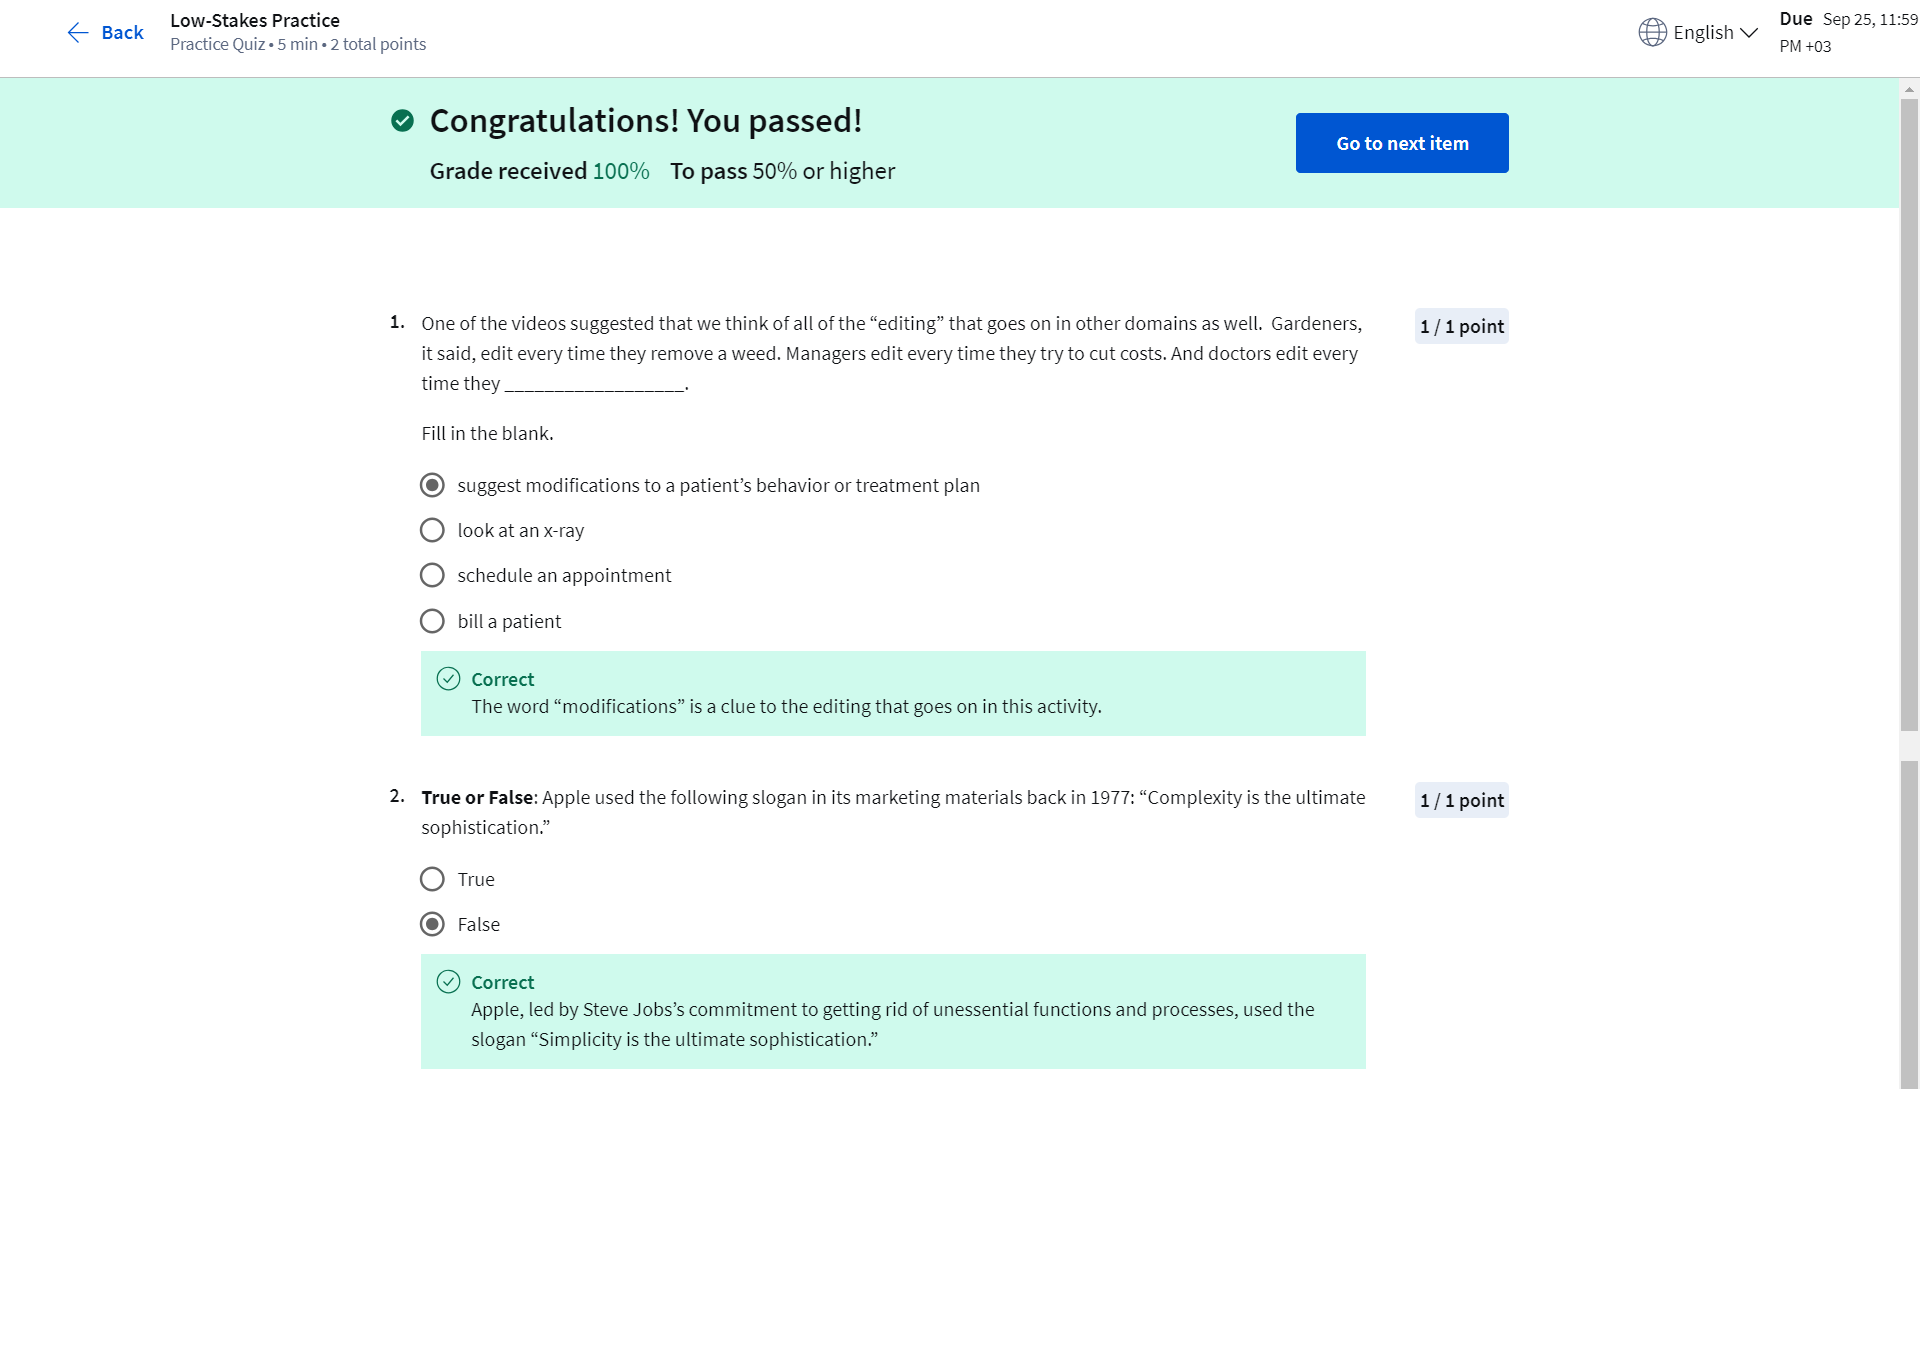 Back
Low-Stakes Practice
Practice Quiz • 5 min • 2 total points
English
Due Sep 25, 11:59
PM +03
Congratulations! You passed!
Grade received 100% To pass 50% or higher
Go to next item
1. One of the videos suggested that we think of all of the “editing” that goes on in other domains as well. Gardeners,
it said, edit every time they remove a weed. Managers edit every time they try to cut costs. And doctors edit every
time they __________________.
1 / 1 point
Fill in the blank.
suggest modifications to a patient’s behavior or treatment plan
look at an x-ray
schedule an appointment
bill a patient
Correct
The word “modifications” is a clue to the editing that goes on in this activity.
2. True or False: Apple used the following slogan in its marketing materials back in 1977: “Complexity is the ultimate
sophistication.”
1 / 1 point
True
False
Correct
Apple, led by Steve Jobs’s commitment to getting rid of unessential functions and processes, used the
slogan “Simplicity is the ultimate sophistication.”